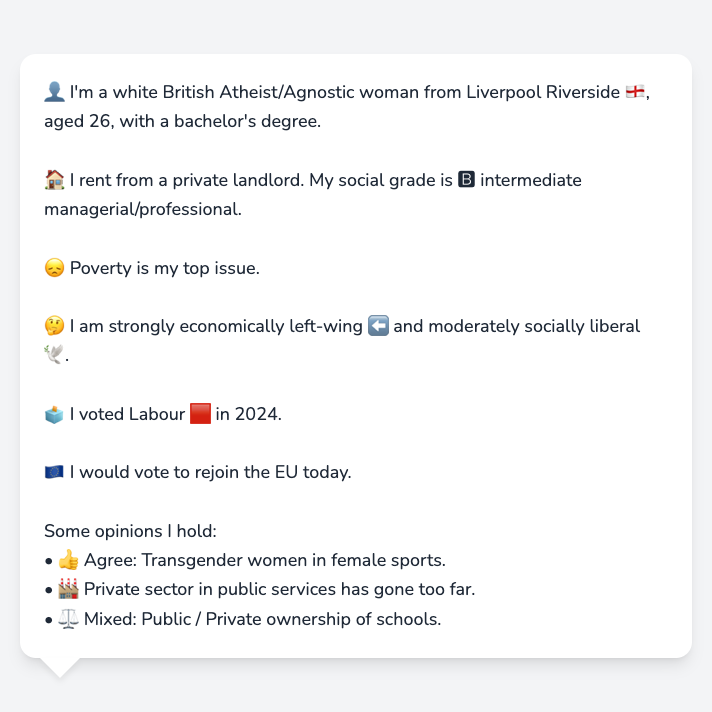 👤 I'm a white British Atheist/Agnostic woman from Liverpool Riverside 🏴󠁧󠁢󠁥󠁮󠁧󠁿,
aged 26, with a bachelor's degree.
🏠 I rent from a private landlord. My social grade is 🅱 intermediate
managerial/professional.
😞 Poverty is my top issue.
🤔 I am strongly economically left-wing ⬅️ and moderately socially liberal
🕊️.
🗳️ I voted Labour 🟥 in 2024.
🇪🇺 I would vote to rejoin the EU today.
Some opinions I hold:
• 👍 Agree: Transgender women in female sports.
• 🏭 Private sector in public services has gone too far.
• ⚖️ Mixed: Public / Private ownership of schools.